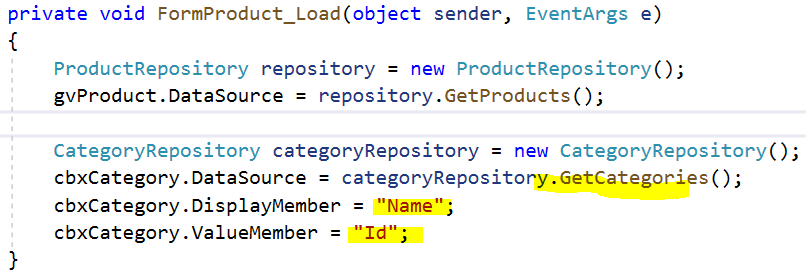 private void FormProduct_Load(object sender, EventArgs e)
{
ProductRepository repository = new ProductRepository();
gvProduct.DataSource = repository.GetProducts();
CategoryRepository categoryRepository = new CategoryRepository();
cbxCategory.DataSource = categoryRepository.GetCategories();
cbxCategory.DisplayMember = "Name";
cbxCategory.ValueMember = "Id";
}